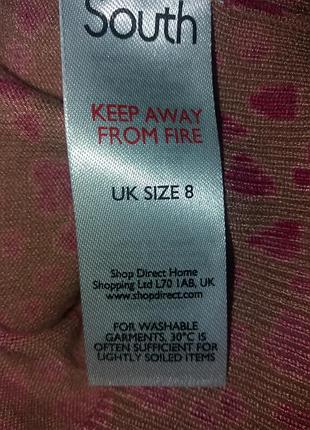 South
KEEP AWAY
FROM FIRE
UK SIZE 8
Shop Direct Home
Shopping Ltd L70 1AB, UK
www.shopdirect.com
FOR WASHABLE
GARMENTS, 30°C IS
OFTEN SUFFICIENT FOR
LIGHTLY SOILED ITEMS